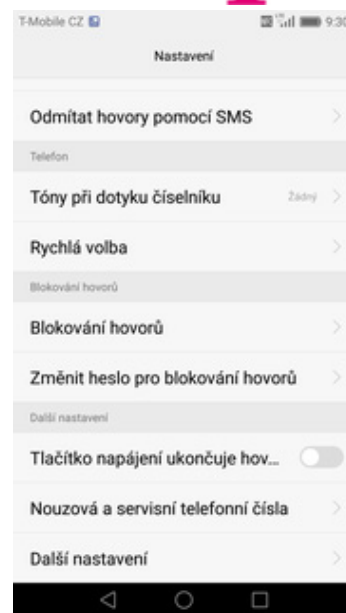 T-Mobile CZ 9:30
Nastavení
Odmítat hovory pomocí SMS
Telefon
Tóny při dotyku číselníku Žádný
Rychlá volba
Blokování hovorů
Blokování hovorů
Změnit heslo pro blokování hovorů
Další nastavení
Tlačítko napájení ukončuje hov...
Nouzová a servisní telefonní čísla
Další nastavení